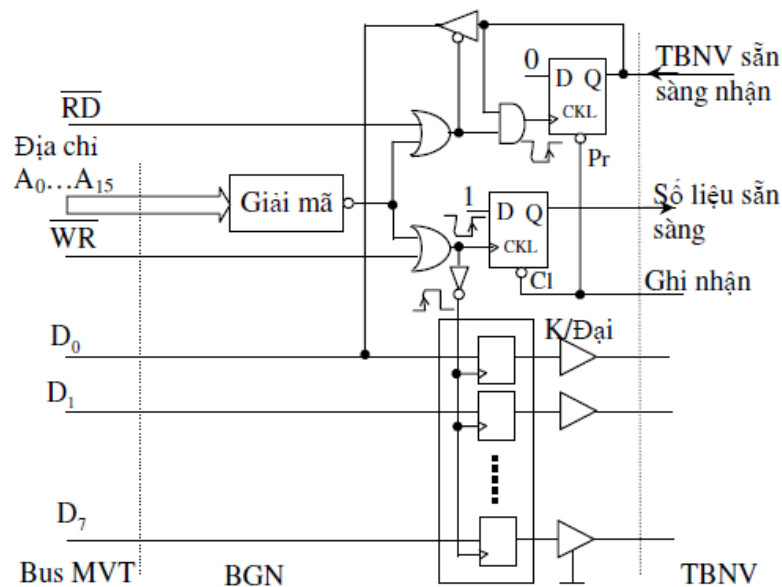 0
D Q
CKL
Pr
TBNV sẵn
sàng nhận
RD
Địa chi
A0…A15
Giải mã
WR
1
D Q
CKL
Cl
Số liệu sẵn
sàng
Ghi nhận
K/Đại
D0
D1
D7
Bus MVT
BGN
TBNV